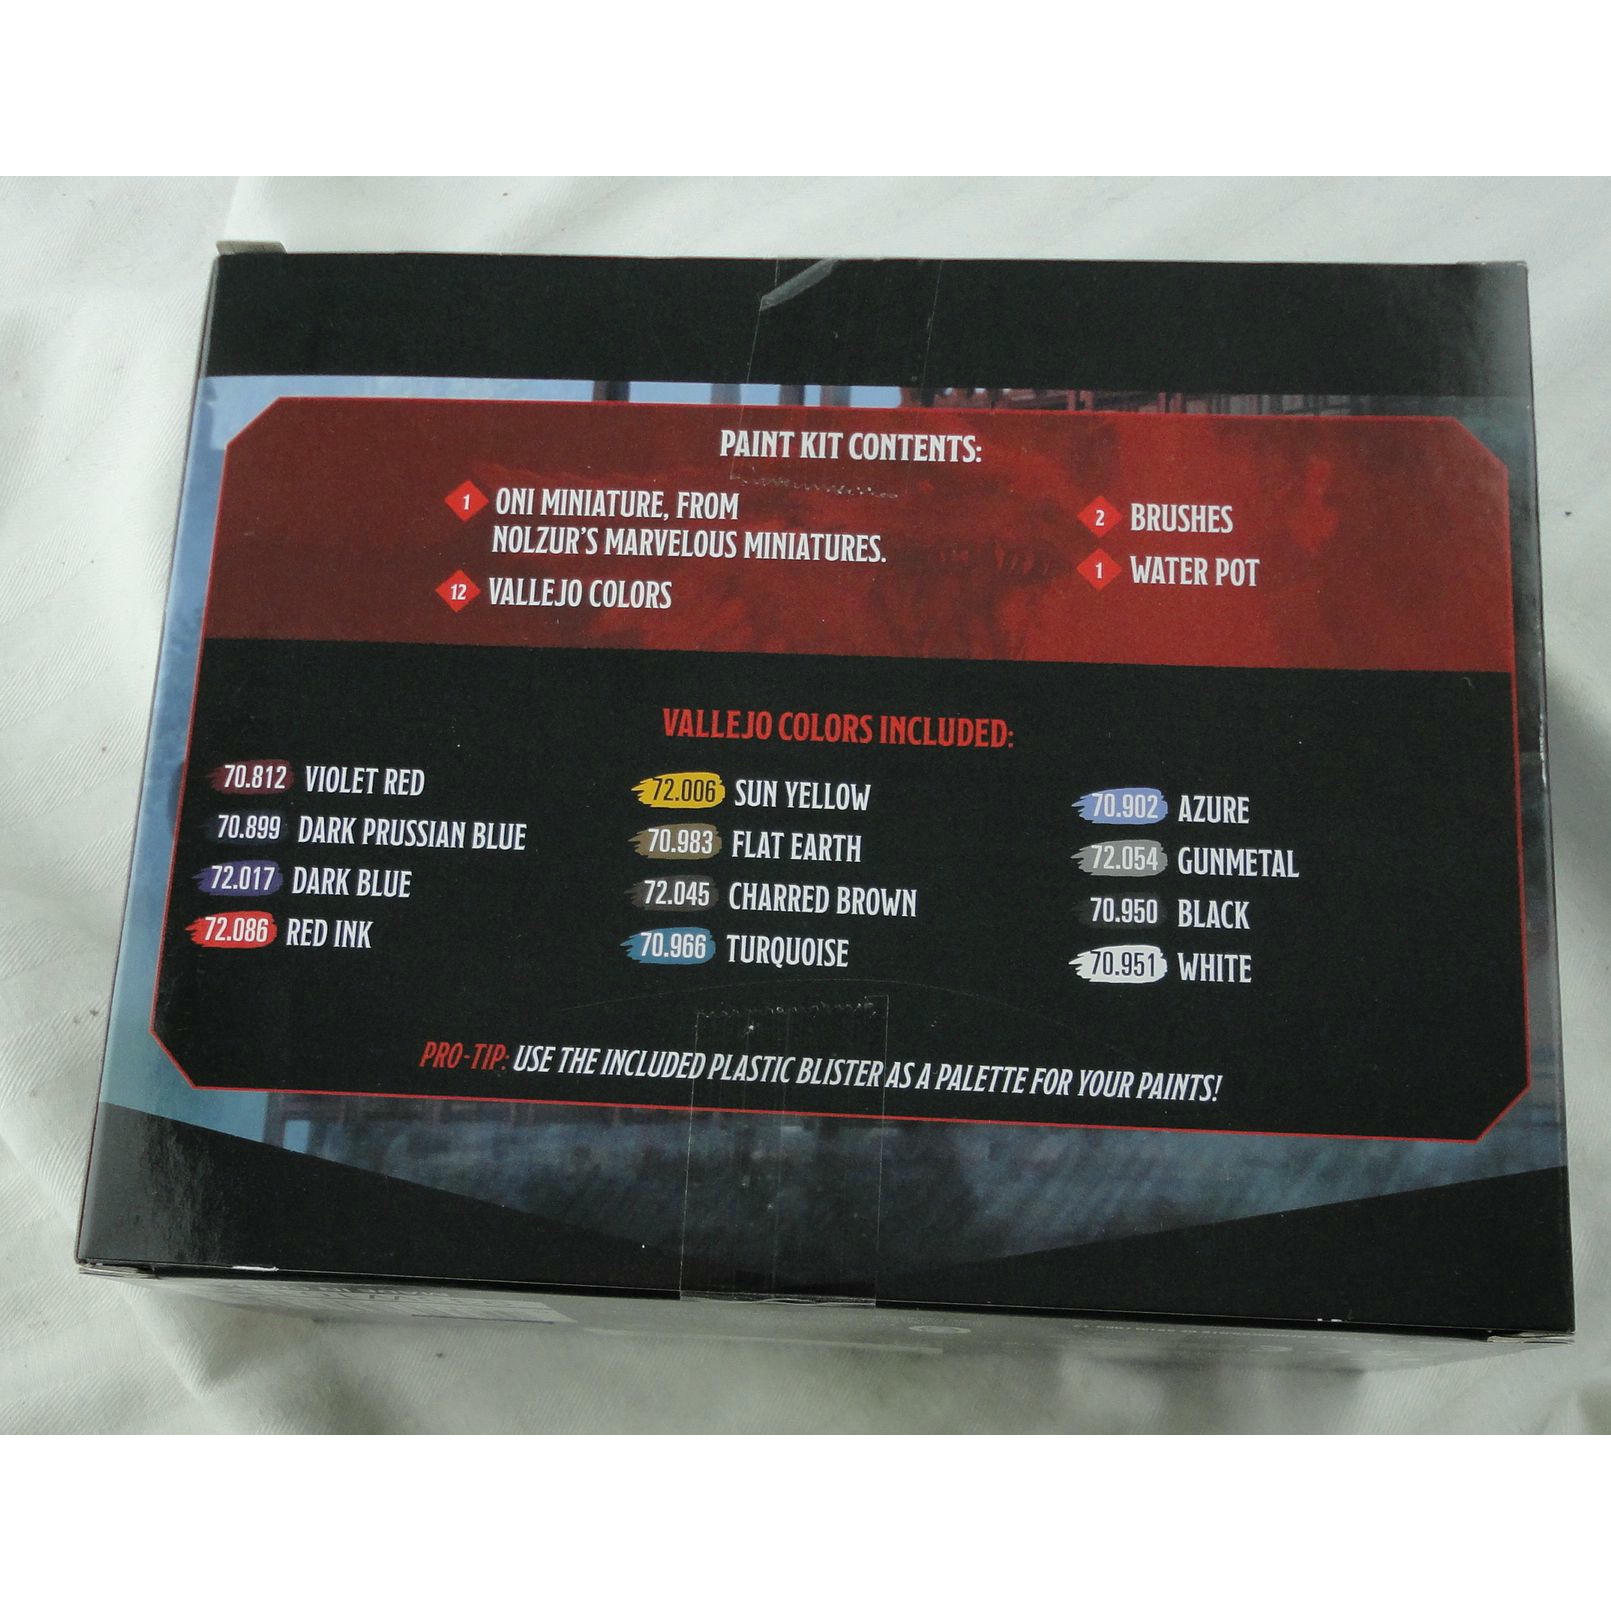 PAINT KIT CONTENTS:
1 ONI MINIATURE, FROM
NOLZUR'S MARVELOUS MINIATURES.
12 VALLEJO COLORS
2 BRUSHES
1 WATER POT
VALLEJO COLORS INCLUDED:
70.812 VIOLET RED
70.899 DARK PRUSSIAN BLUE
72.017 DARK BLUE
72.086 RED INK
72.006 SUN YELLOW
70.983 FLAT EARTH
72.045 CHARRED BROWN
70.966 TURQUOISE
70.902 AZURE
72.054 GUNMETAL
70.950 BLACK
70.951 WHITE
PRO-TIP: USE THE INCLUDED PLASTIC BLISTER AS A PALETTE FOR YOUR PAINTS!